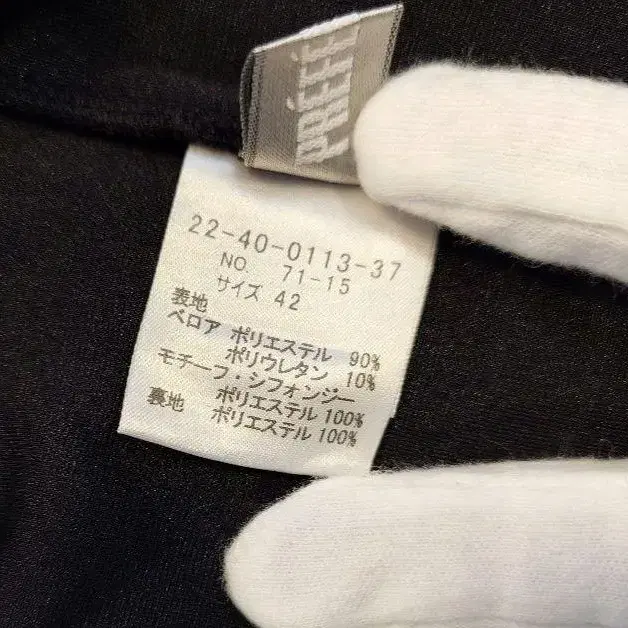 22-40-0113-37
NO. 71-15
サイズ 42
表地
ベロア ポリエステル 90%
ポリウレタン 10%
モチーフ・シフォンジー
ポリエステル 100%
裏地 ポリエステル 100%